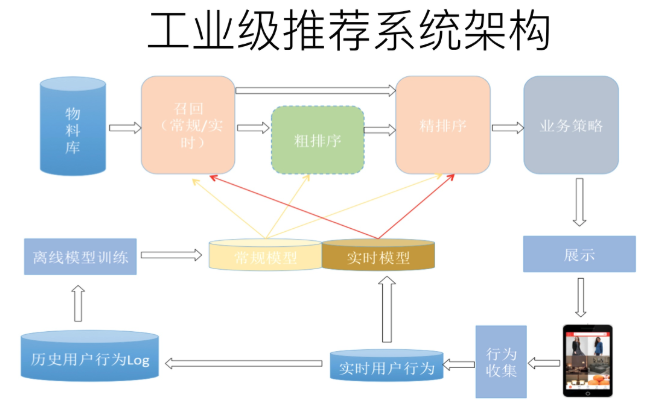 工业级推荐系统架构
物
料
库
召回
（常规/实
时）
粗排序
精排序
业务策略
离线模型训练
常规模型
实时模型
展示
历史用户行为Log
实时用户行为
行为
收集